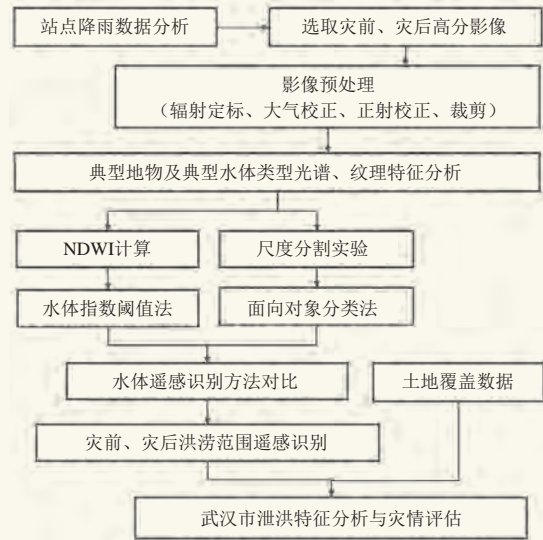 站点降雨数据分析
选取灾前、灾后高分影像
影像预处理
（辐射定标、大气校正、正射校正、裁剪）
典型地物及典型水体类型光谱、纹理特征分析
NDWI计算
尺度分割实验
水体指数阈值法
面向对象分类法
水体遥感识别方法对比
土地覆盖数据
灾前、灾后洪涝范围遥感识别
武汉市泄洪特征分析与灾情评估